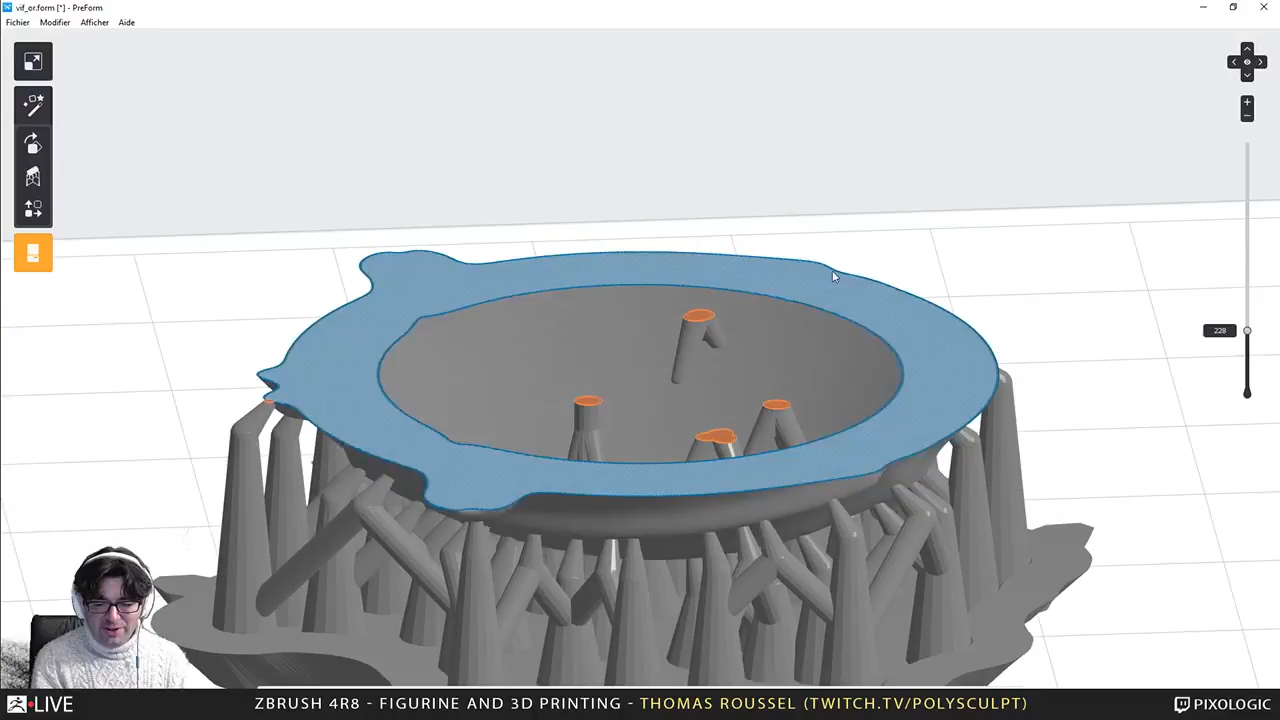 vif_or.form [*] - PreForm
Fichier Modifier Afficher Aide
228
LIVE
ZBRUSH 4R8 - FIGURINE AND 3D PRINTING - THOMAS ROUSSEL (TWITCH.TV/POLYSCULPT)
PIXOLOGIC